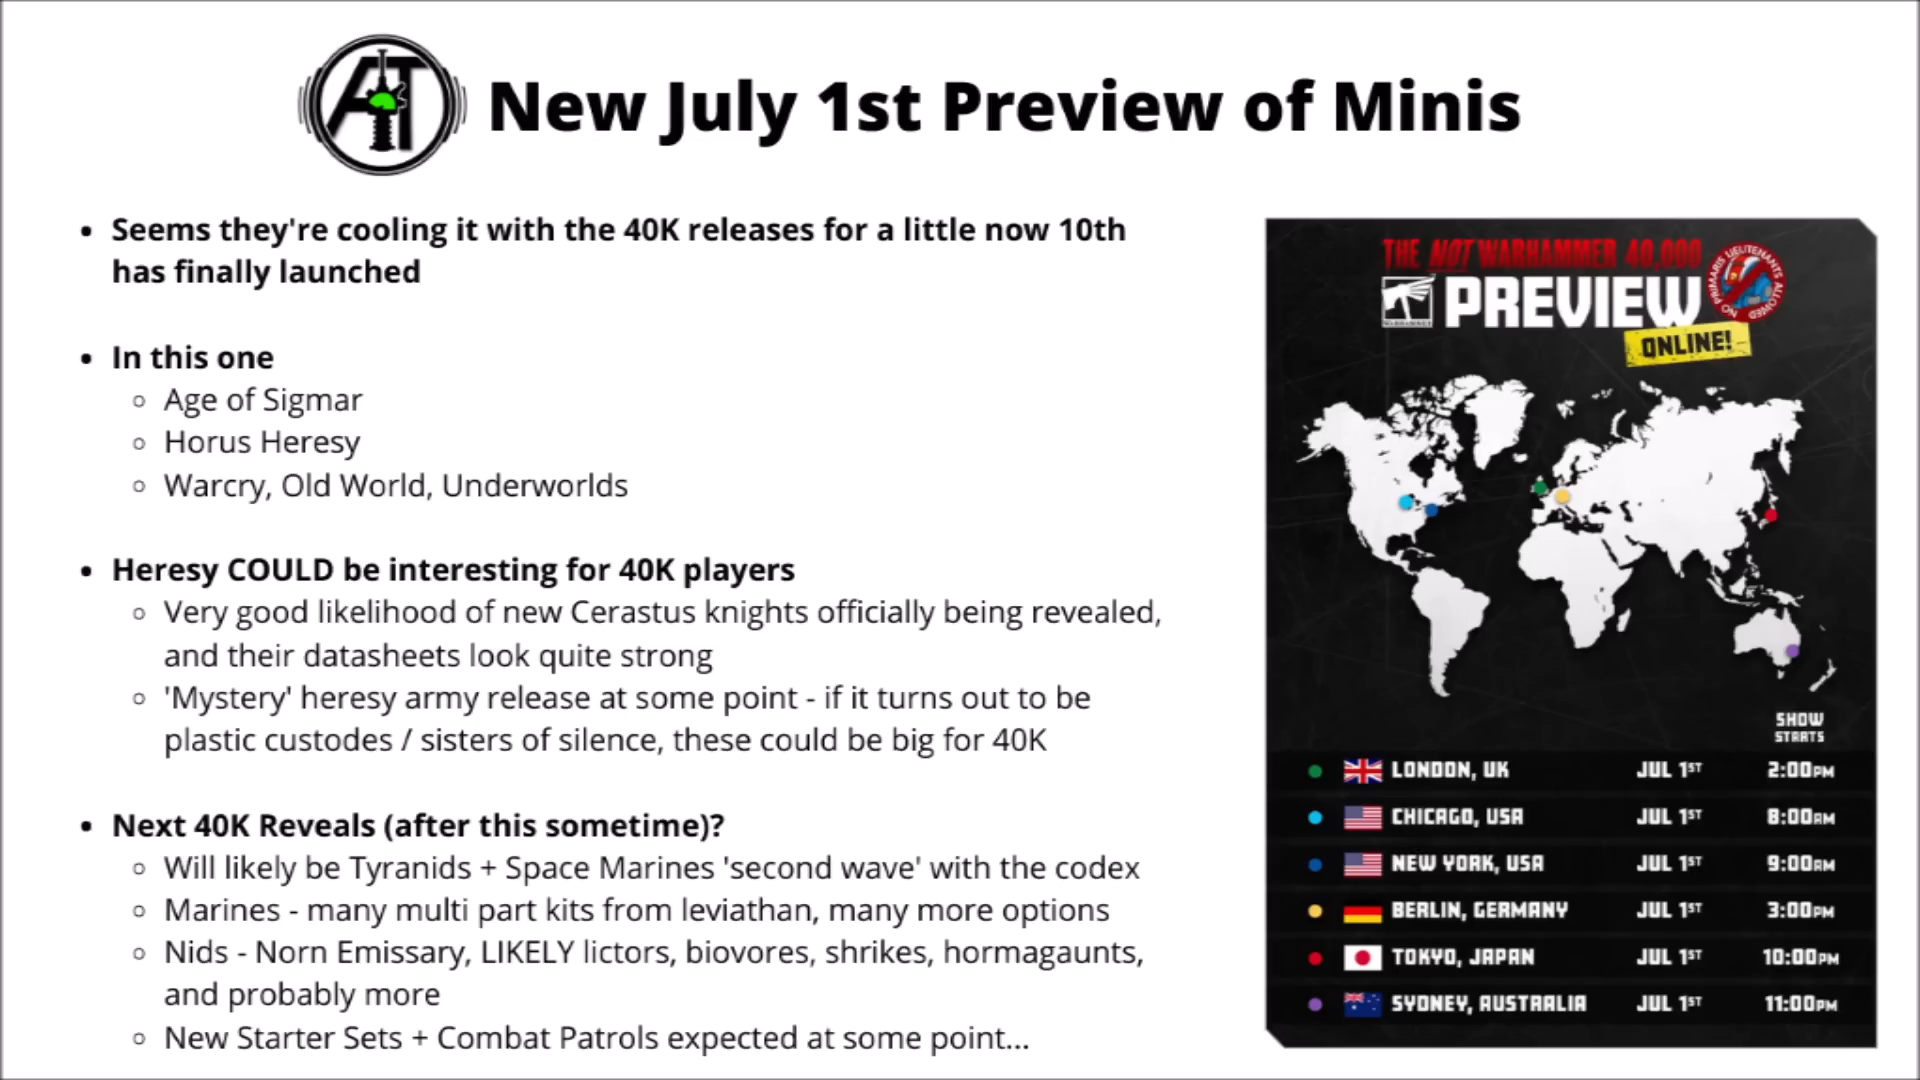 AT
New July 1st Preview of Minis
• Seems they're cooling it with the 40K releases for a little now 10th
has finally launched
• In this one
◦ Age of Sigmar
◦ Horus Heresy
◦ Warcry, Old World, Underworlds
• Heresy COULD be interesting for 40K players
◦ Very good likelihood of new Cerastus knights officially being revealed,
and their datasheets look quite strong
◦ 'Mystery' heresy army release at some point - if it turns out to be
plastic custodes / sisters of silence, these could be big for 40K
• Next 40K Reveals (after this sometime)?
◦ Will likely be Tyranids + Space Marines 'second wave' with the codex
◦ Marines - many multi part kits from leviathan, many more options
◦ Nids - Norn Emissary, LIKELY lictors, biovores, shrikes, hormagaunts,
and probably more
◦ New Starter Sets + Combat Patrols expected at some point...
THE NOT WARHAMMER 40,000
NO PRIMARIS LIEUTENANTS ALLOWED
WARHAMMER
PREVIEW
ONLINE!
SHOW
STARTS
LONDON, UK JUL 1ST 2:00PM
CHICAGO, USA JUL 1ST 8:00AM
NEW YORK, USA JUL 1ST 9:00AM
BERLIN, GERMANY JUL 1ST 3:00PM
TOKYO, JAPAN JUL 1ST 10:00PM
SYDNEY, AUSTRALIA JUL 1ST 11:00PM